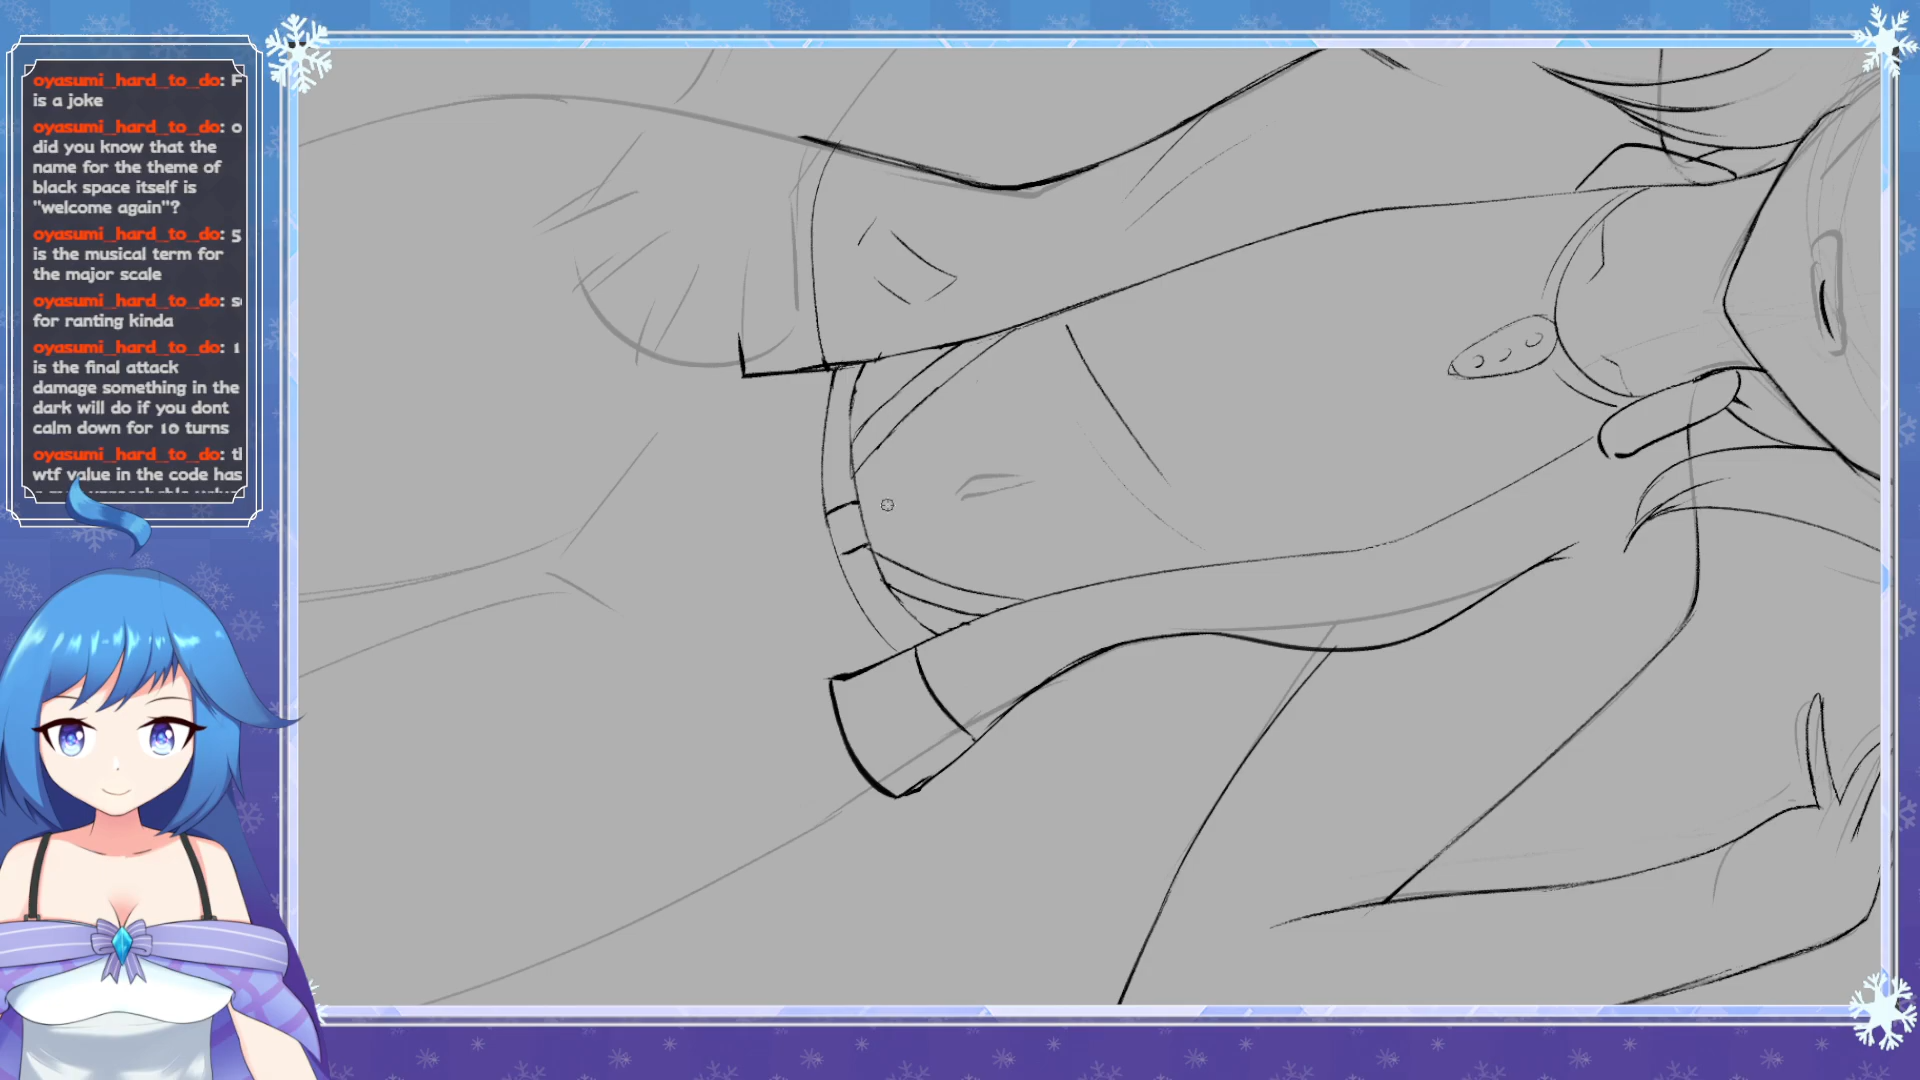 oyasumi_hard_to_do: F
is a joke
oyasumi_hard_to_do: o
did you know that the
name for the theme of
black space itself is
"welcome again"?
oyasumi_hard_to_do: 5
is the musical term for
the major scale
oyasumi_hard_to_do: s
for ranting kinda
oyasumi_hard_to_do: 1
is the final attack
damage something in the
dark will do if you dont
calm down for 10 turns
oyasumi_hard_to_do: tl
wtf value in the code has